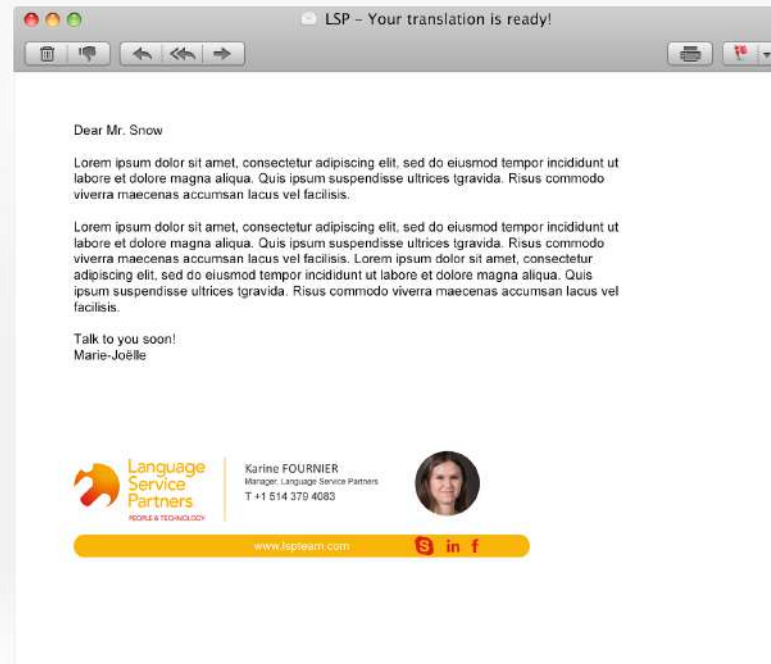 LSP – Your translation is ready!
Dear Mr. Snow
Lorem ipsum dolor sit amet, consectetur adipiscing elit, sed do eiusmod tempor incididunt ut
labore et dolore magna aliqua. Quis ipsum suspendisse ultrices tgravida. Risus commodo
viverra maecenas accumsan lacus vel facilisis.
Lorem ipsum dolor sit amet, consectetur adipiscing elit, sed do eiusmod tempor incididunt ut
labore et dolore magna aliqua. Quis ipsum suspendisse ultrices tgravida. Risus commodo
viverra maecenas accumsan lacus vel facilisis. Lorem ipsum dolor sit amet, consectetur
adipiscing elit, sed do eiusmod tempor incididunt ut labore et dolore magna aliqua. Quis
ipsum suspendisse ultrices tgravida. Risus commodo viverra maecenas accumsan lacus vel
facilisis.
Talk to you soon!
Marie-Joëlle
Language
Service
Partners
PEOPLE & TECHNOLOGY
Karine FOURNIER
Manager, Language Service Partners
T +1 514 379 4083
www.lspteam.com
S in f